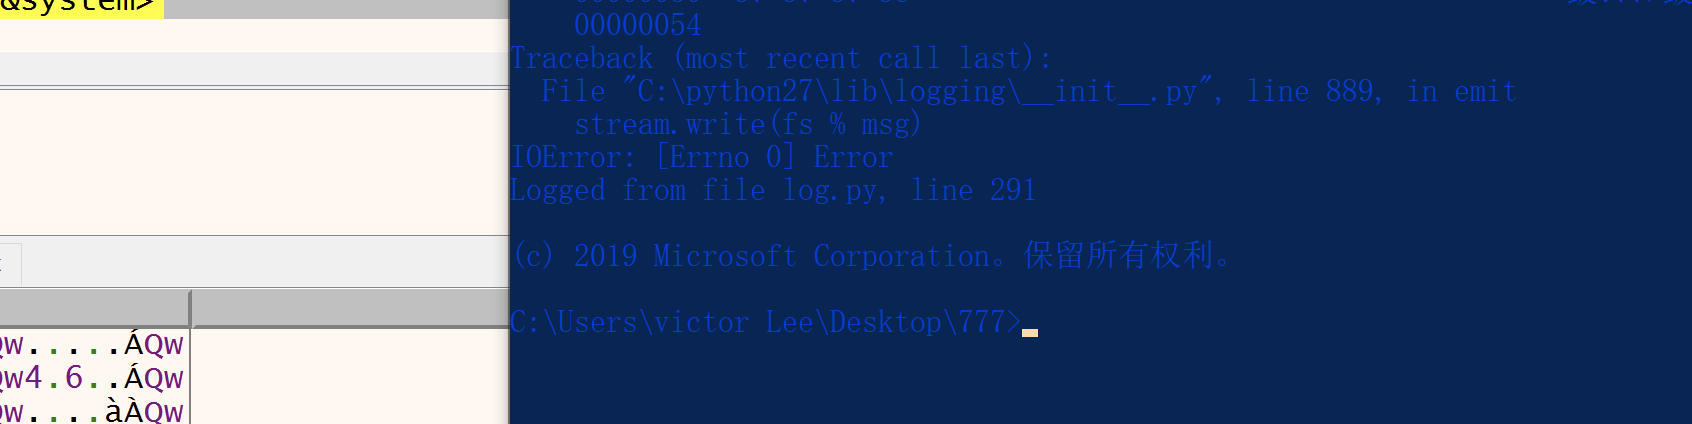 &system>
00000054
Traceback (most recent call last):
File "C:\python27\lib\logging\__init__.py", line 889, in emit
stream.write(fs % msg)
IOError: [Errno 0] Error
Logged from file log.py, line 291
(c) 2019 Microsoft Corporation。保留所有权利。
C:\Users\victor Lee\Desktop\777>
Qw.....ÁQw
Qw4.6..ÁQw
Qw....àÀQw